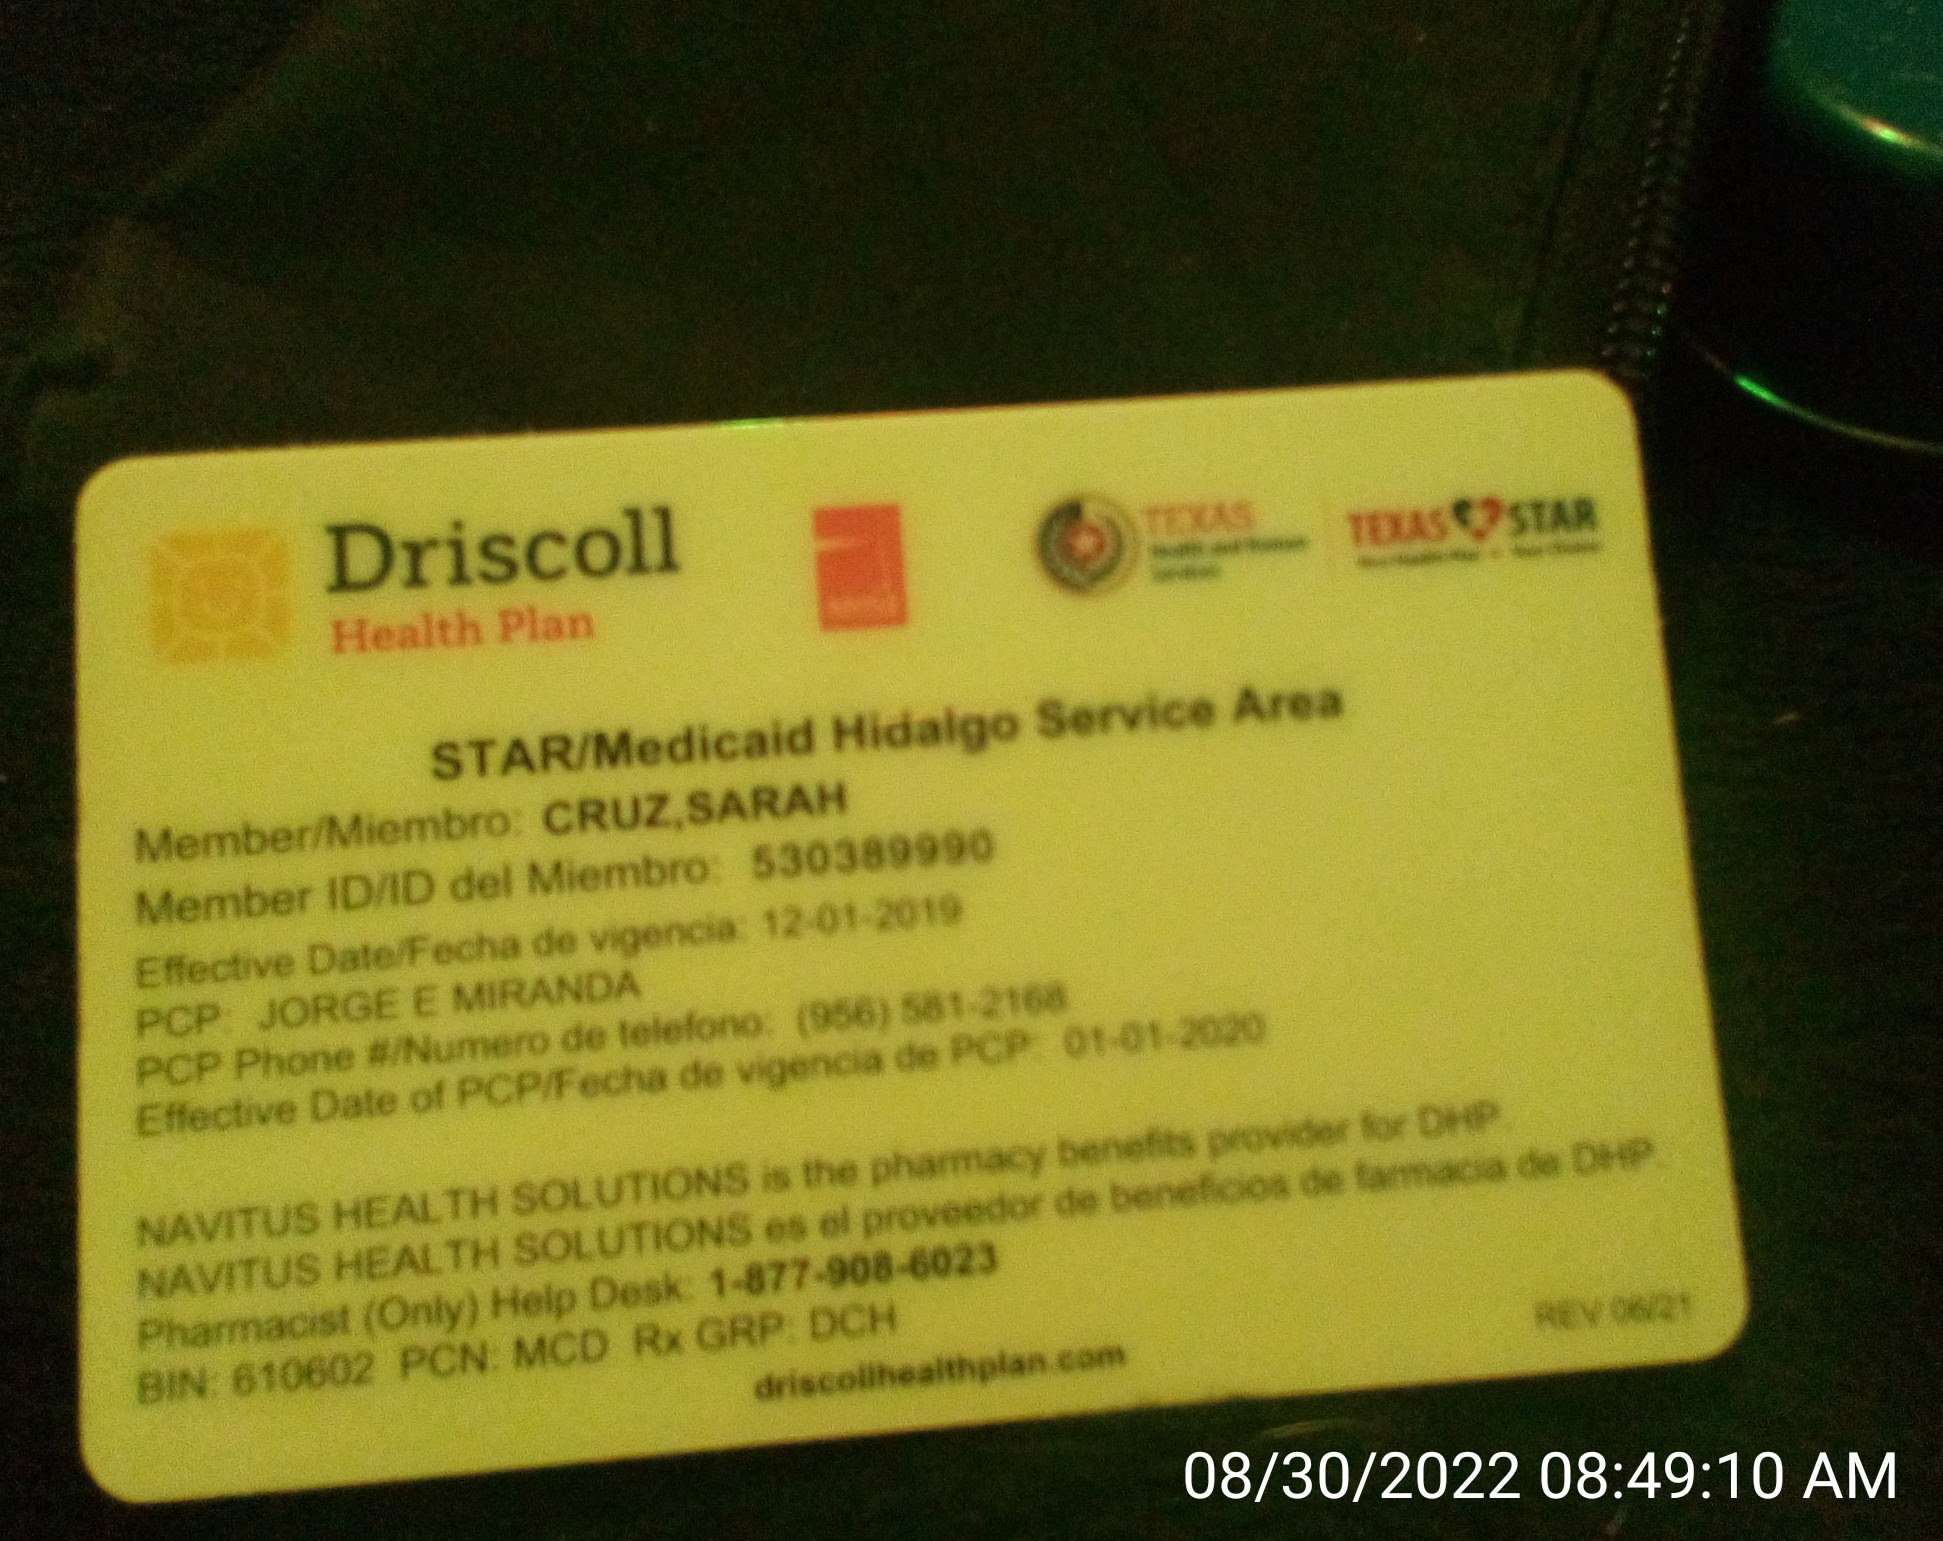 Driscoll
Health Plan
TEXAS
Health and Human
Services
TEXAS STAR
STAR/Medicaid Hidalgo Service Area
Member/Miembro: CRUZ,SARAH
Member ID/ID del Miembro: 530389990
Effective Date/Fecha de vigencia: 12-01-2019
PCP: JORGE E MIRANDA
PCP Phone #/Numero de telefono: (956) 581-2168
Effective Date of PCP/Fecha de vigencia de PCP: 01-01-2020
NAVITUS HEALTH SOLUTIONS is the pharmacy benefits provider for DHP.
NAVITUS HEALTH SOLUTIONS es el proveedor de beneficios de farmacia de DHP.
Pharmacist (Only) Help Desk: 1-877-908-6023
BIN: 610602 PCN: MCD Rx GRP: DCH
REV 06/21
driscollhealthplan.com
08/30/2022 08:49:10 AM